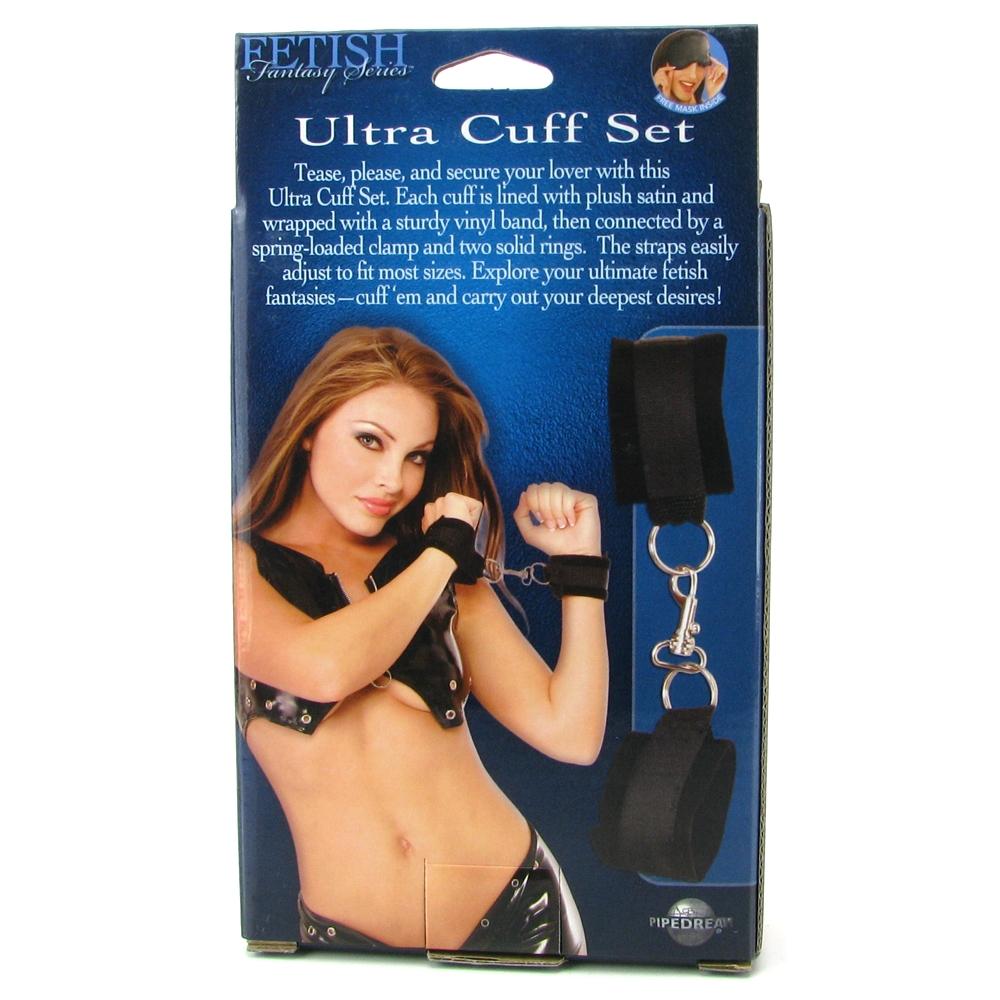 FETISH
Fantasy Series
FREE MASK INSIDE
Ultra Cuff Set
Tease, please, and secure your lover with this
Ultra Cuff Set. Each cuff is lined with plush satin and
wrapped with a sturdy vinyl band, then connected by a
spring-loaded clamp and two solid rings. The straps easily
adjust to fit most sizes. Explore your ultimate fetish
fantasies—cuff 'em and carry out your deepest desires!
PIPEDREAM